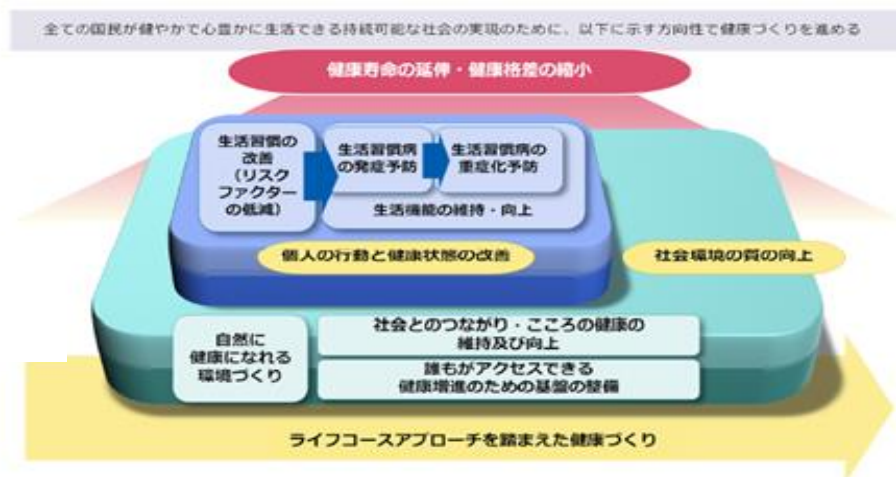 全ての国民が健やかで心豊かに生活できる持続可能な社会の実現のために、以下に示す方向性で健康づくりを進める
健康寿命の延伸・健康格差の縮小
生活習慣の
改善
（リスク
ファクター
の低減）
生活習慣病
の発症予防
生活習慣病の
重症化予防
生活機能の維持・向上
個人の行動と健康状態の改善
社会環境の質の向上
自然に
健康になれる
環境づくり
社会とのつながり・こころの健康の
維持及び向上
誰もがアクセスできる
健康増進のための基盤の整備
ライフコースアプローチを踏まえた健康づくり